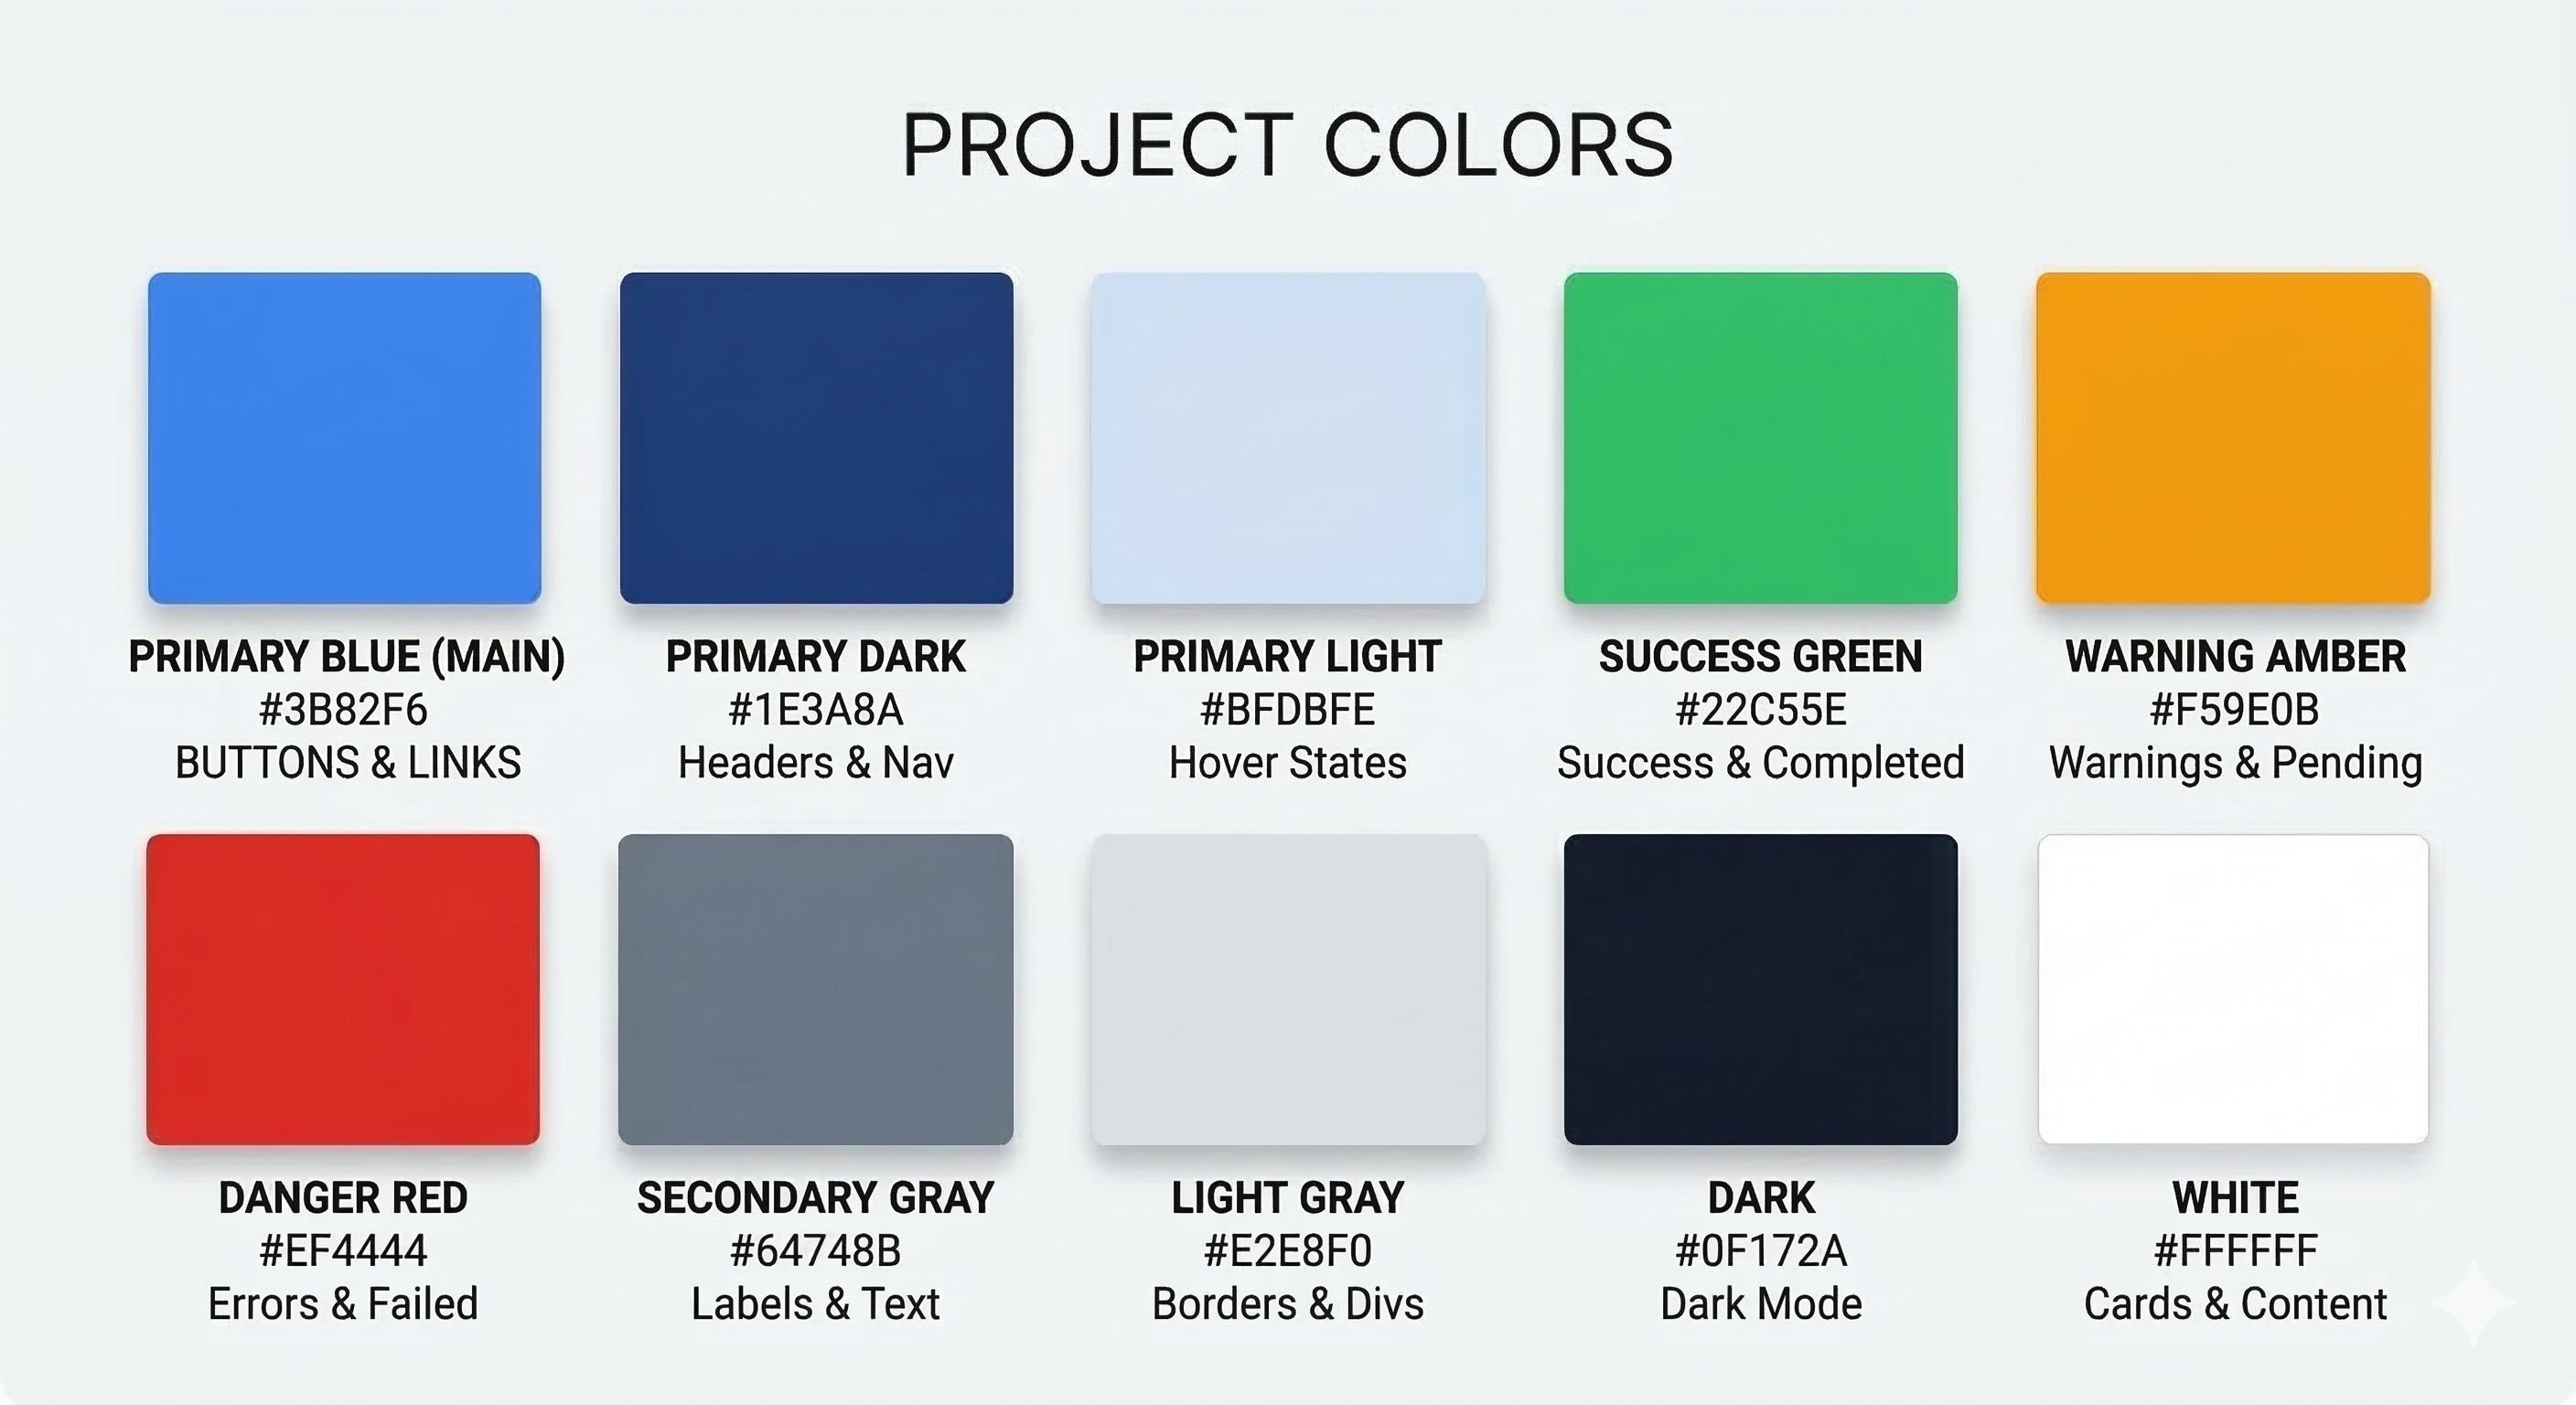 PROJECT COLORS
PRIMARY BLUE (MAIN)
#3B82F6
BUTTONS & LINKS
PRIMARY DARK
#1E3A8A
Headers & Nav
PRIMARY LIGHT
#BFDBFE
Hover States
SUCCESS GREEN
#22C55E
Success & Completed
WARNING AMBER
#F59E0B
Warnings & Pending
DANGER RED
#EF4444
Errors & Failed
SECONDARY GRAY
#64748B
Labels & Text
LIGHT GRAY
#E2E8F0
Borders & Divs
DARK
#0F172A
Dark Mode
WHITE
#FFFFFF
Cards & Content